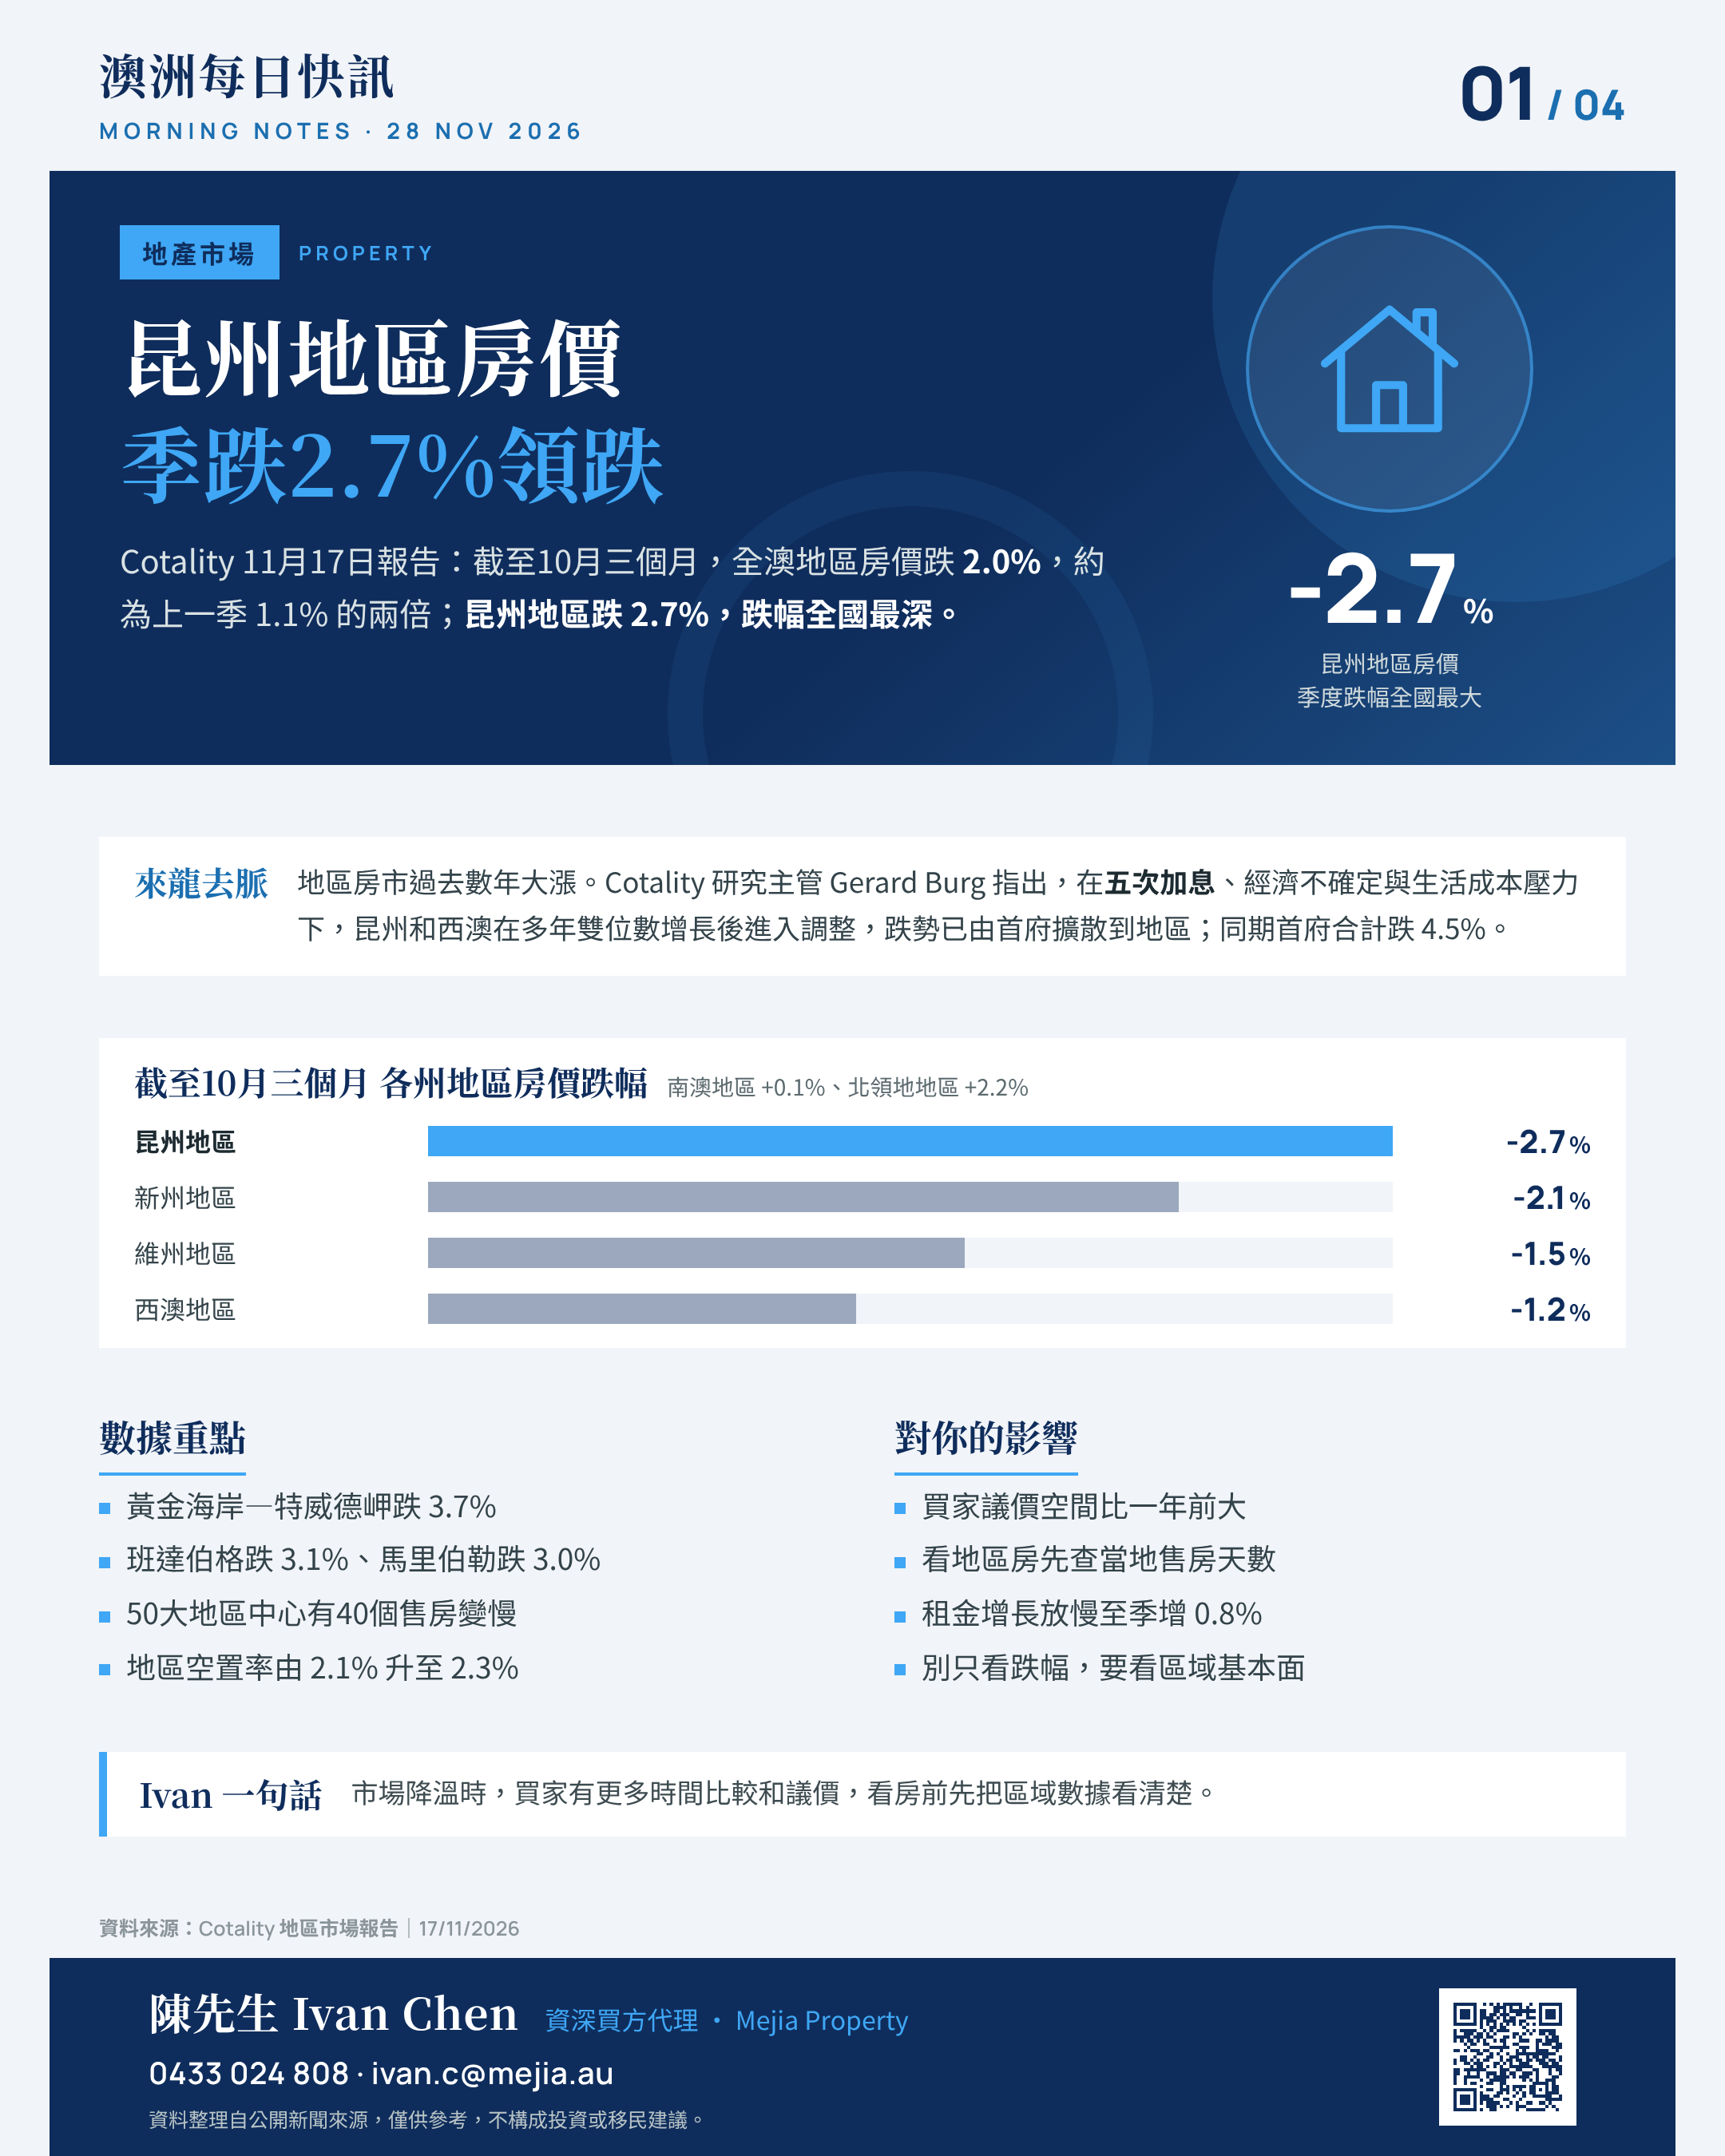 澳洲每日快訊
MORNING NOTES · 28 NOV 2026
01 / 04
地產市場 PROPERTY
昆州地區房價
季跌2.7%領跌
Cotality 11月17日報告：截至10月三個月，全澳地區房價跌 2.0%，約
為上一季 1.1% 的兩倍；昆州地區跌 2.7%，跌幅全國最深。
-2.7%
昆州地區房價
季度跌幅全國最大
來龍去脈 地區房市過去數年大漲。Cotality 研究主管 Gerard Burg 指出，在五次加息、經濟不確定與生活成本壓力
下，昆州和西澳在多年雙位數增長後進入調整，跌勢已由首府擴散到地區；同期首府合計跌 4.5%。
截至10月三個月 各州地區房價跌幅 南澳地區 +0.1%、北領地地區 +2.2%
昆州地區 -2.7%
新州地區 -2.1%
維州地區 -1.5%
西澳地區 -1.2%
數據重點
黃金海岸—特威德岬跌 3.7%
班達伯格跌 3.1%、馬里伯勒跌 3.0%
50大地區中心有40個售房變慢
地區空置率由 2.1% 升至 2.3%
對你的影響
買家議價空間比一年前大
看地區房先查當地售房天數
租金增長放慢至季增 0.8%
別只看跌幅，要看區域基本面
Ivan 一句話 市場降溫時，買家有更多時間比較和議價，看房前先把區域數據看清楚。
資料來源：Cotality 地區市場報告｜17/11/2026
陳先生 Ivan Chen 資深買方代理 · Mejia Property
0433 024 808 · ivan.c@mejia.au
資料整理自公開新聞來源，僅供參考，不構成投資或移民建議。